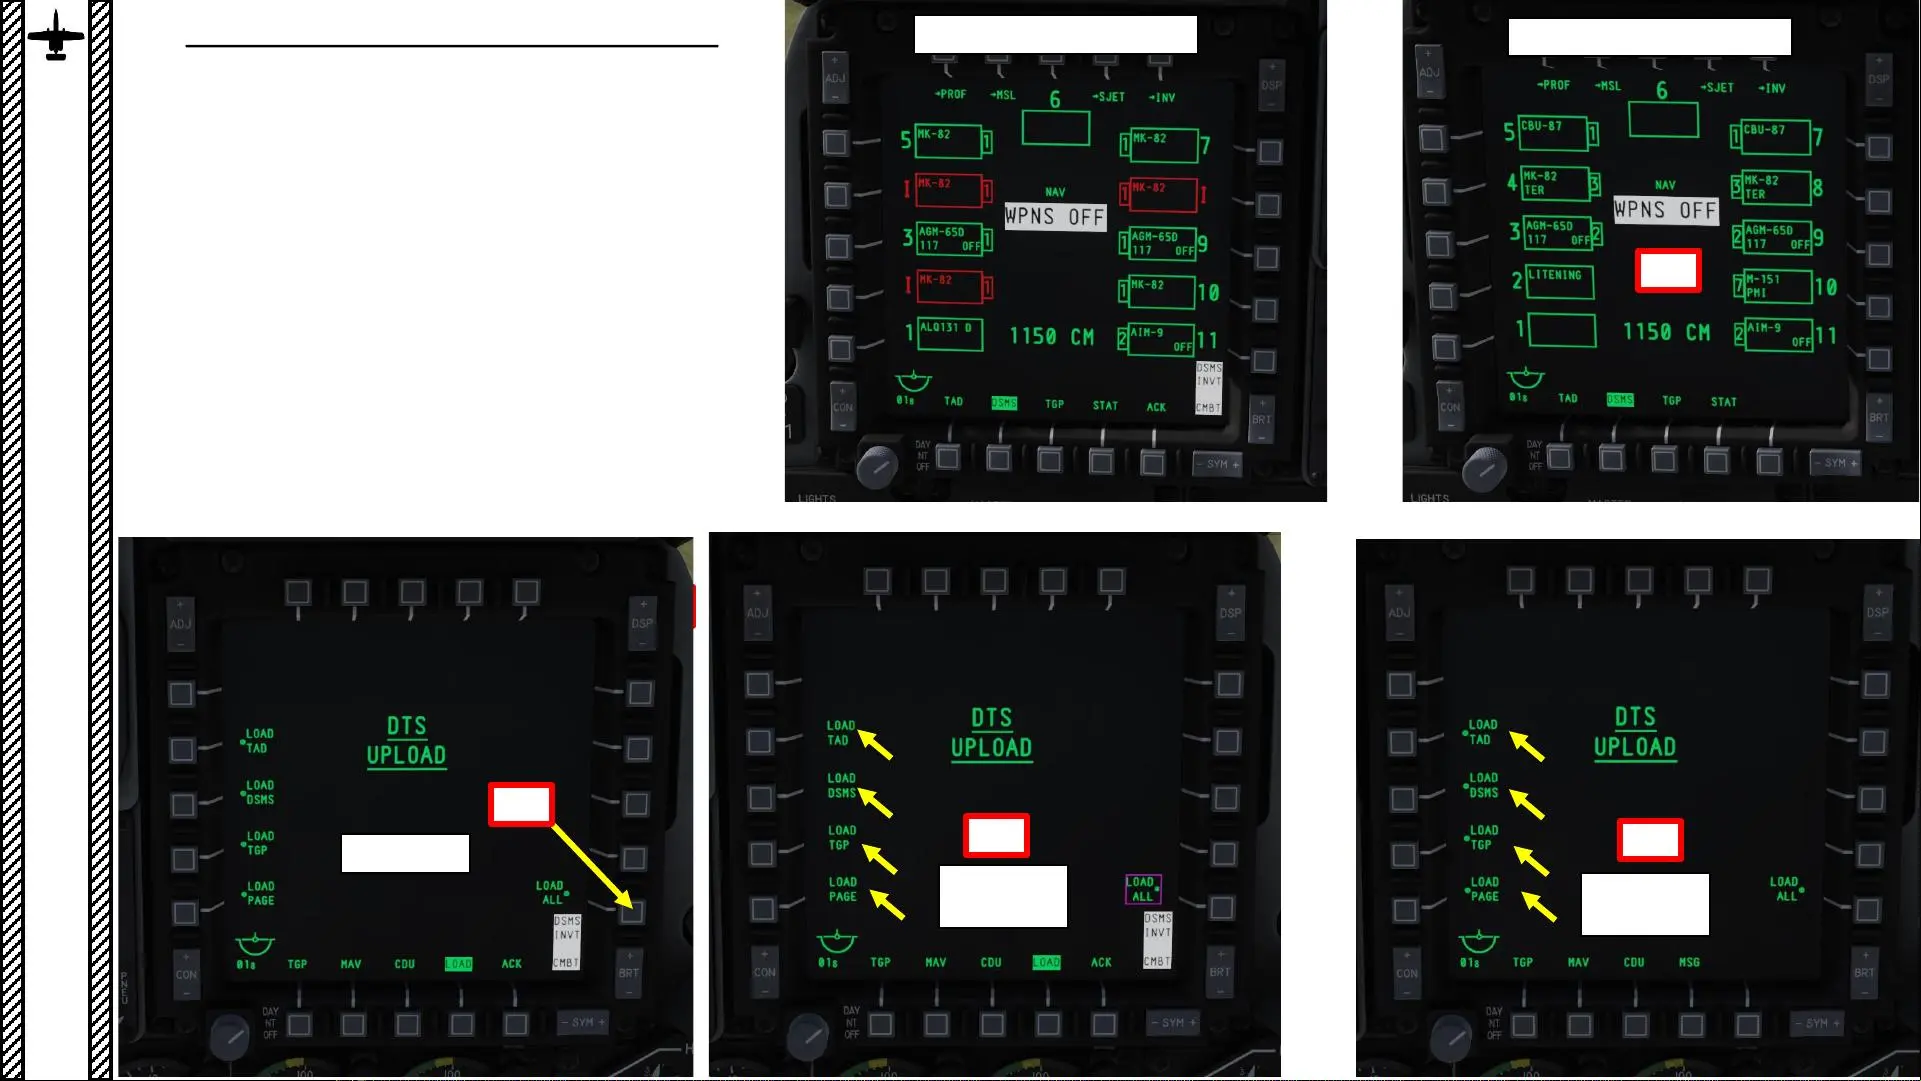 ADJ
DSP
→PROF →MSL 6 →SJET →INV
5 MK-82 1
1 MK-82 7
I MK-82 1
NAV
1 MK-82 I
WPNS OFF
3 AGM-65D 1
117 OFF
1 AGM-65D 9
117 OFF
I MK-82 1
1 MK-82 10
1 ALQ131 D
1150 CM
2 AIM-9 11
OFF
DSMS
INVT
CMBT
01s TAD DSMS TGP STAT ACK
CON
BRT
DAY
NT
OFF
- SYM +
LIGHTS
ADJ
DSP
→PROF →MSL 6 →SJET →INV
5 CBU-87 1
1 CBU-87 7
4 MK-82 3
TER
NAV
3 MK-82 8
TER
WPNS OFF
3 AGM-65D 2
117 OFF
2 AGM-65D 9
117 OFF
2 LITENING
7 M-151 10
PMI
1
1150 CM
2 AIM-9 11
OFF
01s TAD DSMS TGP STAT
CON
BRT
DAY
NT
OFF
- SYM +
LIGHTS
ADJ
DSP
DTS
UPLOAD
LOAD
TAD
LOAD
DSMS
LOAD
TGP
LOAD
PAGE
LOAD
ALL
DSMS
INVT
CMBT
01s TGP MAV CDU LOAD ACK
CON
BRT
DAY
NT
OFF
- SYM +
ADJ
DSP
DTS
UPLOAD
LOAD
TAD
LOAD
DSMS
LOAD
TGP
LOAD
PAGE
LOAD
ALL
DSMS
INVT
CMBT
01s TGP MAV CDU LOAD ACK
CON
BRT
DAY
NT
OFF
- SYM +
ADJ
DSP
DTS
UPLOAD
LOAD
TAD
LOAD
DSMS
LOAD
TGP
LOAD
PAGE
LOAD
ALL
01s TGP MAV CDU MSG
CON
BRT
DAY
NT
OFF
- SYM +